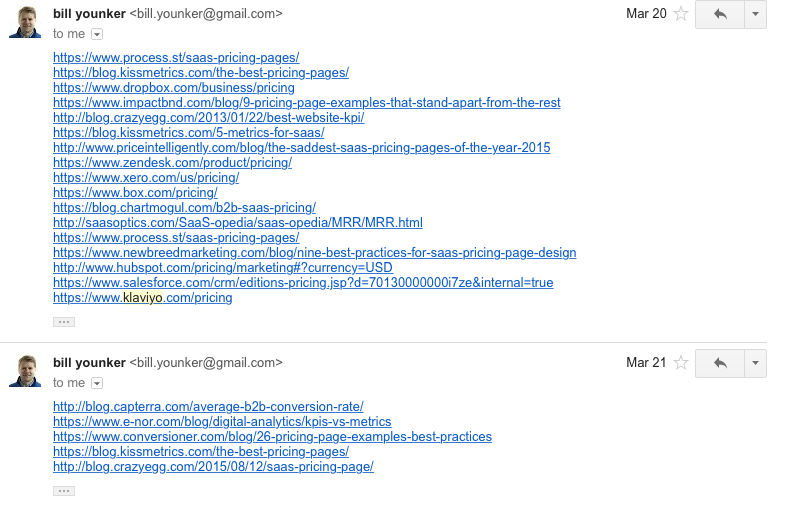 bill younker <bill.younker@gmail.com> Mar 20
to me
https://www.process.st/saas-pricing-pages/
https://blog.kissmetrics.com/the-best-pricing-pages/
https://www.dropbox.com/business/pricing
https://www.impactbnd.com/blog/9-pricing-page-examples-that-stand-apart-from-the-rest
http://blog.crazyegg.com/2013/01/22/best-website-kpi/
https://blog.kissmetrics.com/5-metrics-for-saas/
http://www.priceintelligently.com/blog/the-saddest-saas-pricing-pages-of-the-year-2015
https://www.zendesk.com/product/pricing/
https://www.xero.com/us/pricing/
https://www.box.com/pricing/
https://blog.chartmogul.com/b2b-saas-pricing/
http://saasoptics.com/SaaS-opedia/saas-opedia/MRR/MRR.html
https://www.process.st/saas-pricing-pages/
https://www.newbreedmarketing.com/blog/nine-best-practices-for-saas-pricing-page-design
http://www.hubspot.com/pricing/marketing#?currency=USD
https://www.salesforce.com/crm/editions-pricing.jsp?d=70130000000i7ze&internal=true
https://www.klaviyo.com/pricing
bill younker <bill.younker@gmail.com> Mar 21
to me
http://blog.capterra.com/average-b2b-conversion-rate/
https://www.e-nor.com/blog/digital-analytics/kpis-vs-metrics
https://www.conversioner.com/blog/26-pricing-page-examples-best-practices
https://blog.kissmetrics.com/the-best-pricing-pages/
http://blog.crazyegg.com/2015/08/12/saas-pricing-page/